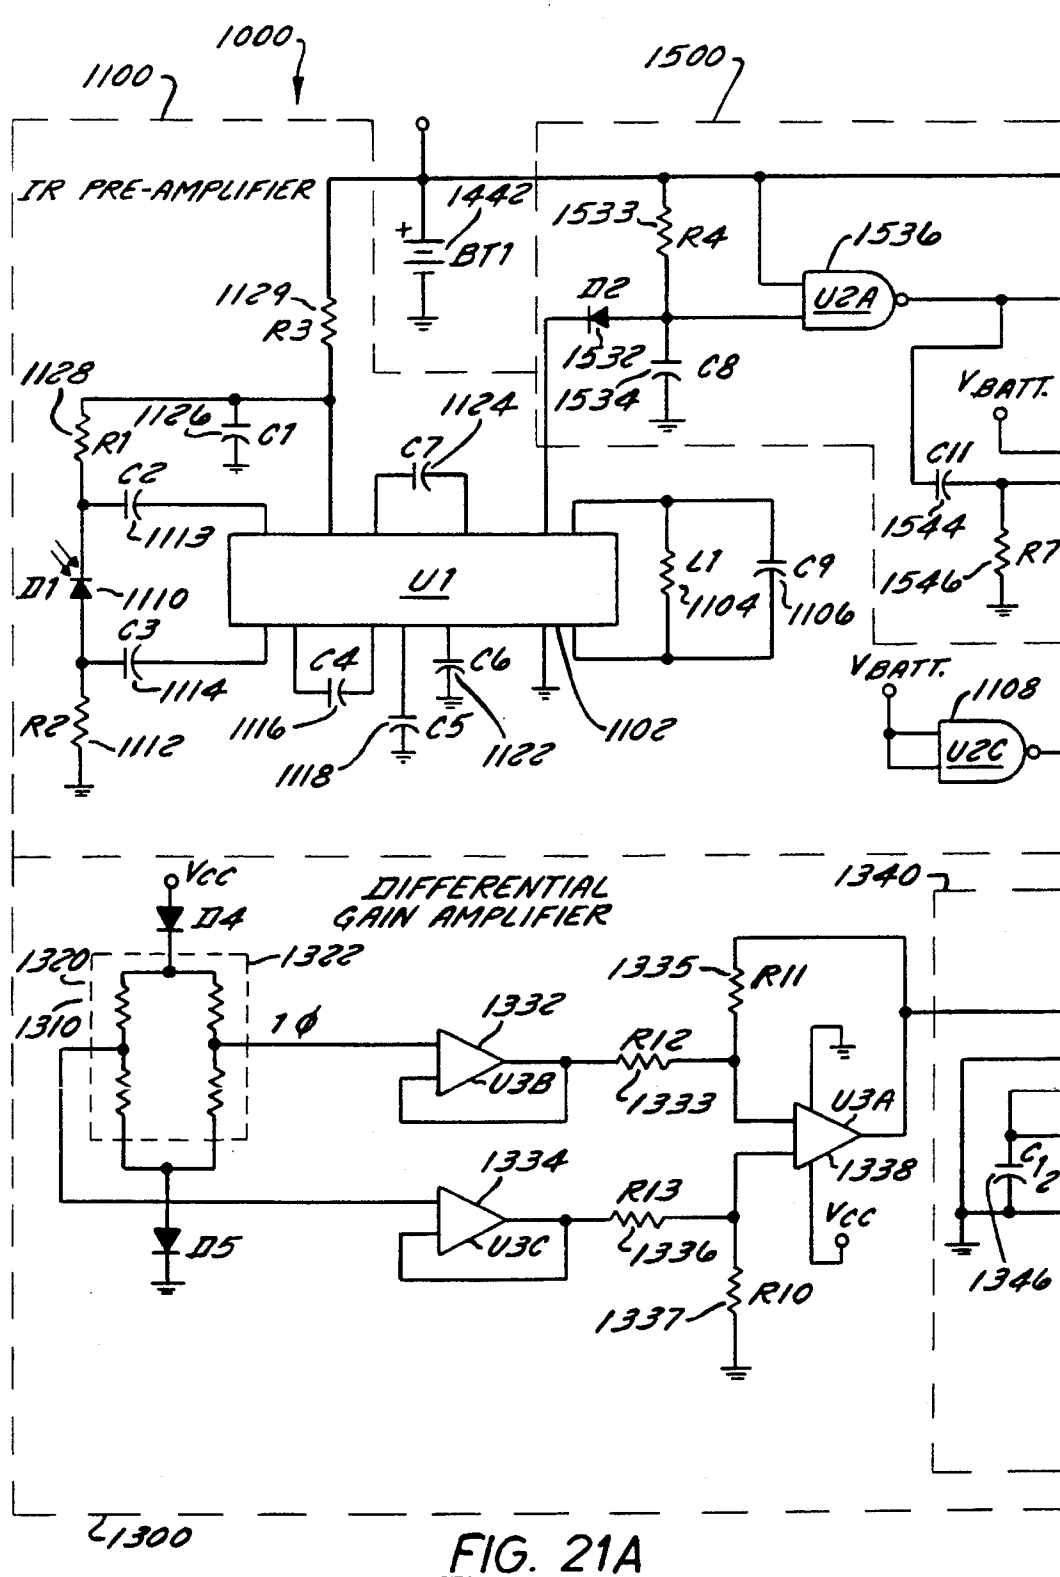 1000
1100
1500
IR PRE-AMPLIFIER
1442
+
BT1
1533
R4
1536
U2A
1129
R3
D2
1532
1534
C8
VBATT.
1128
R1
1126
C1
1124
C7
C11
1544
C2
1113
R7
1546
D1
1110
U1
L1
1104
C9
1106
C3
1114
C4
1116
C6
1122
R2
1112
C5
1118
1102
VBATT.
1108
U2C
VCC
D4
DIFFERENTIAL
GAIN AMPLIFIER
1340
1320
1322
1310
1335
R11
1φ
1332
U3B
R12
1333
U3A
1338
1334
U3C
R13
1336
VCC
C12
1346
D5
1337
R10
1300
FIG. 21A